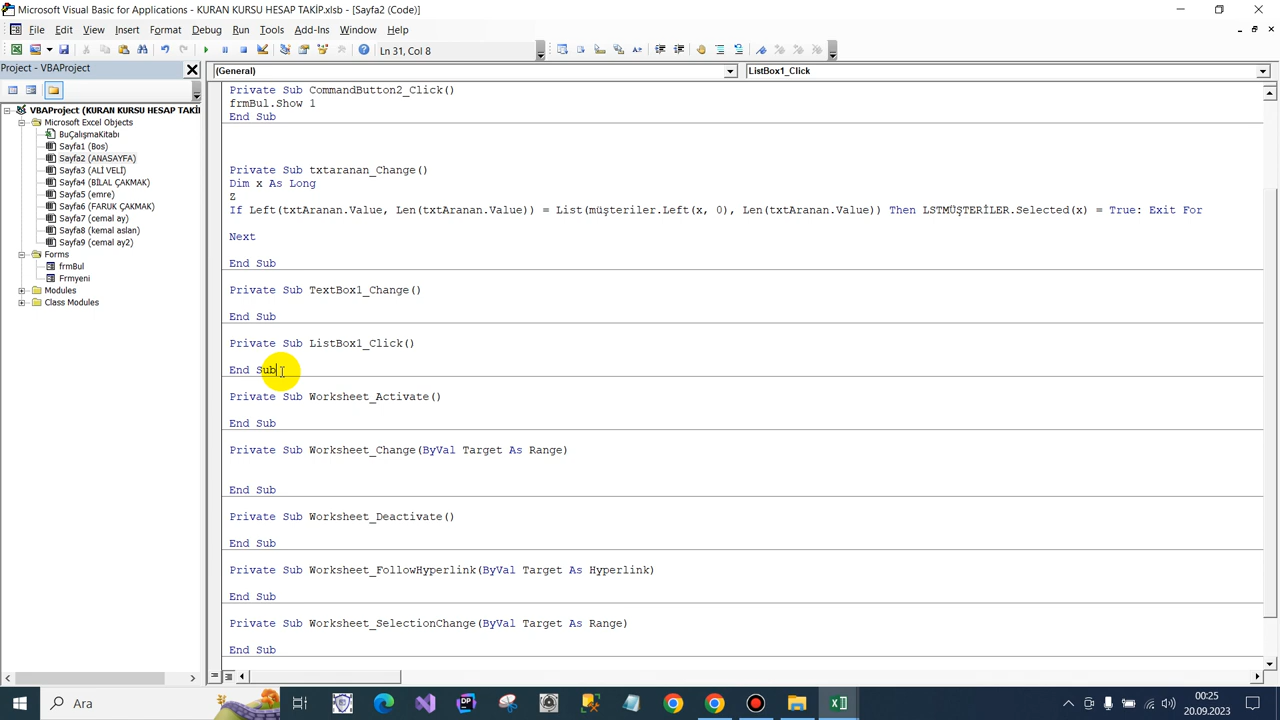 Microsoft Visual Basic for Applications - KURAN KURSU HESAP TAKİP.xlsb - [Sayfa2 (Code)]
File Edit View Insert Format Debug Run Tools Add-Ins Window Help
Ln 31, Col 8
Project - VBAProject
(General)
ListBox1_Click
VBAProject (KURAN KURSU HESAP TAKİ
Microsoft Excel Objects
BuÇalışmaKitabı
Sayfa1 (Bos)
Sayfa2 (ANASAYFA)
Sayfa3 (ALİ VELİ)
Sayfa4 (BİLAL ÇAKMAK)
Sayfa5 (emre)
Sayfa6 (FARUK ÇAKMAK)
Sayfa7 (cemal ay)
Sayfa8 (kemal aslan)
Sayfa9 (cemal ay2)
Forms
frmBul
Frmyeni
Modules
Class Modules
Private Sub CommandButton2_Click()
frmBul.Show 1
End Sub
Private Sub txtaranan_Change()
Dim x As Long
Z
If Left(txtAranan.Value, Len(txtAranan.Value)) = List(müşteriler.Left(x, 0), Len(txtAranan.Value)) Then LSTMÜŞTERİLER.Selected(x) = True: Exit For
Next
End Sub
Private Sub TextBox1_Change()
End Sub
Private Sub ListBox1_Click()
End Sub
Private Sub Worksheet_Activate()
End Sub
Private Sub Worksheet_Change(ByVal Target As Range)
End Sub
Private Sub Worksheet_Deactivate()
End Sub
Private Sub Worksheet_FollowHyperlink(ByVal Target As Hyperlink)
End Sub
Private Sub Worksheet_SelectionChange(ByVal Target As Range)
End Sub
Ara
DP
00:25
20.09.2023